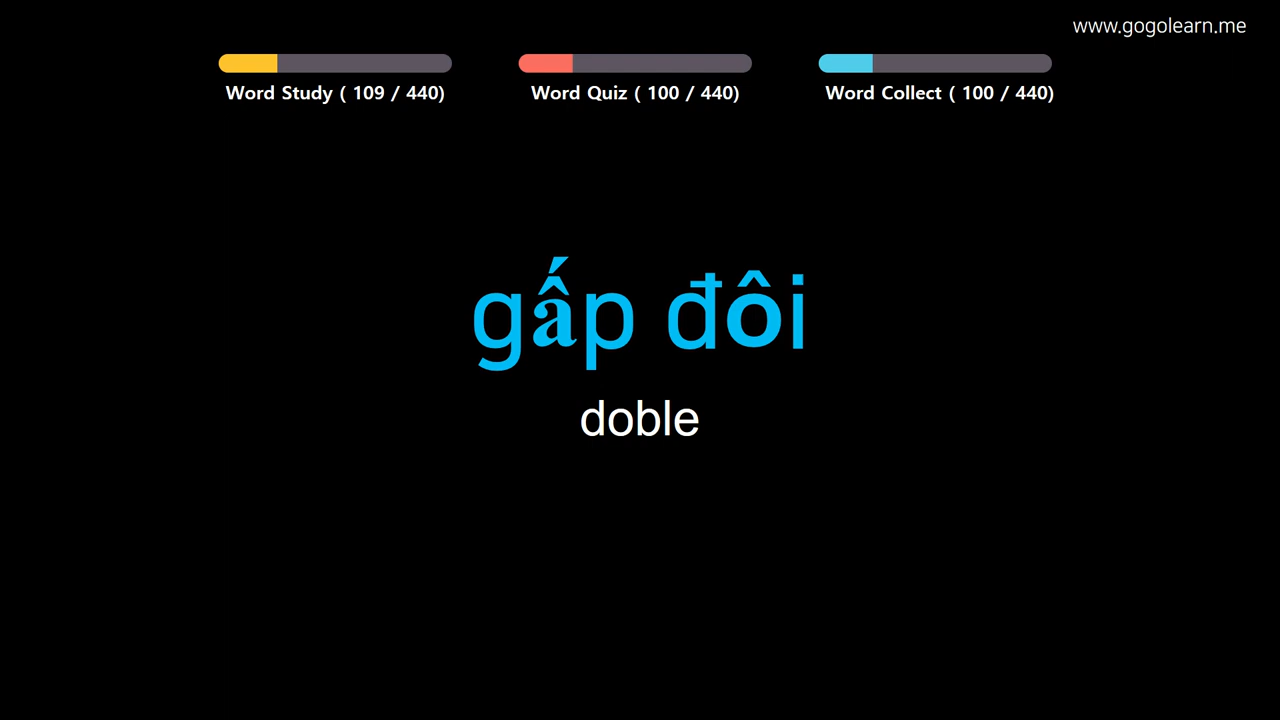 www.gogolearn.me
Word Study ( 109 / 440)
Word Quiz ( 100 / 440)
Word Collect ( 100 / 440)
gấp đôi
doble